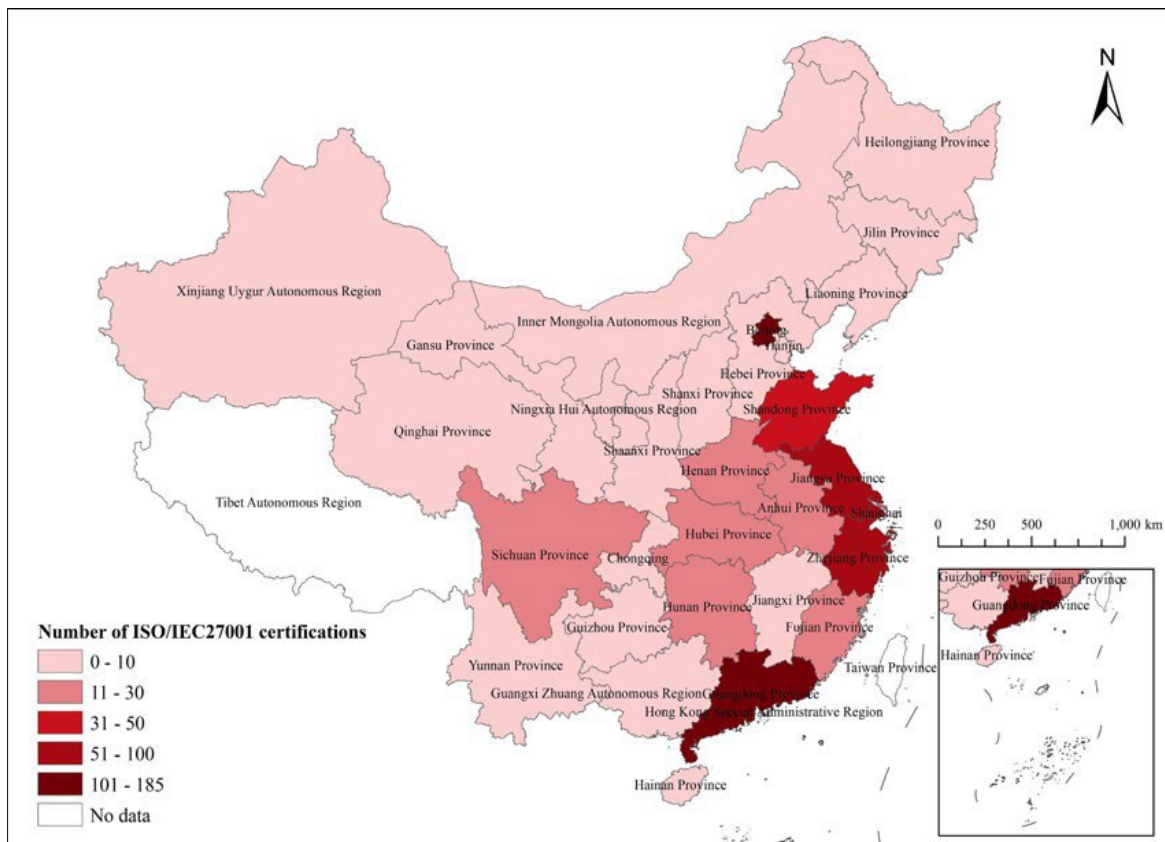 N
Heilongjiang Province
Jilin Province
Liaoning Province
Xinjiang Uygur Autonomous Region
Inner Mongolia Autonomous Region
Beijing
Gansu Province
Tianjin
Hebei Province
Shanxi Province
Ningxia Hui Autonomous Region
Shandong Province
Qinghai Province
Shaanxi Province
Henan Province
Jiangsu Province
Tibet Autonomous Region
Anhui Province
Shanghai
Hubei Province
Sichuan Province
Chongqing
Zhejiang Province
0 250 500 1,000 km
Hunan Province
Jiangxi Province
Guizhou Province
Fujian Province
Yunnan Province
Taiwan Province
Guangxi Zhuang Autonomous Region
Guangdong Province
Hong Kong Special Administrative Region
Hainan Province
Guizhou Province
Fujian Province
Guangdong Province
Hainan Province
Number of ISO/IEC27001 certifications
0 - 10
11 - 30
31 - 50
51 - 100
101 - 185
No data